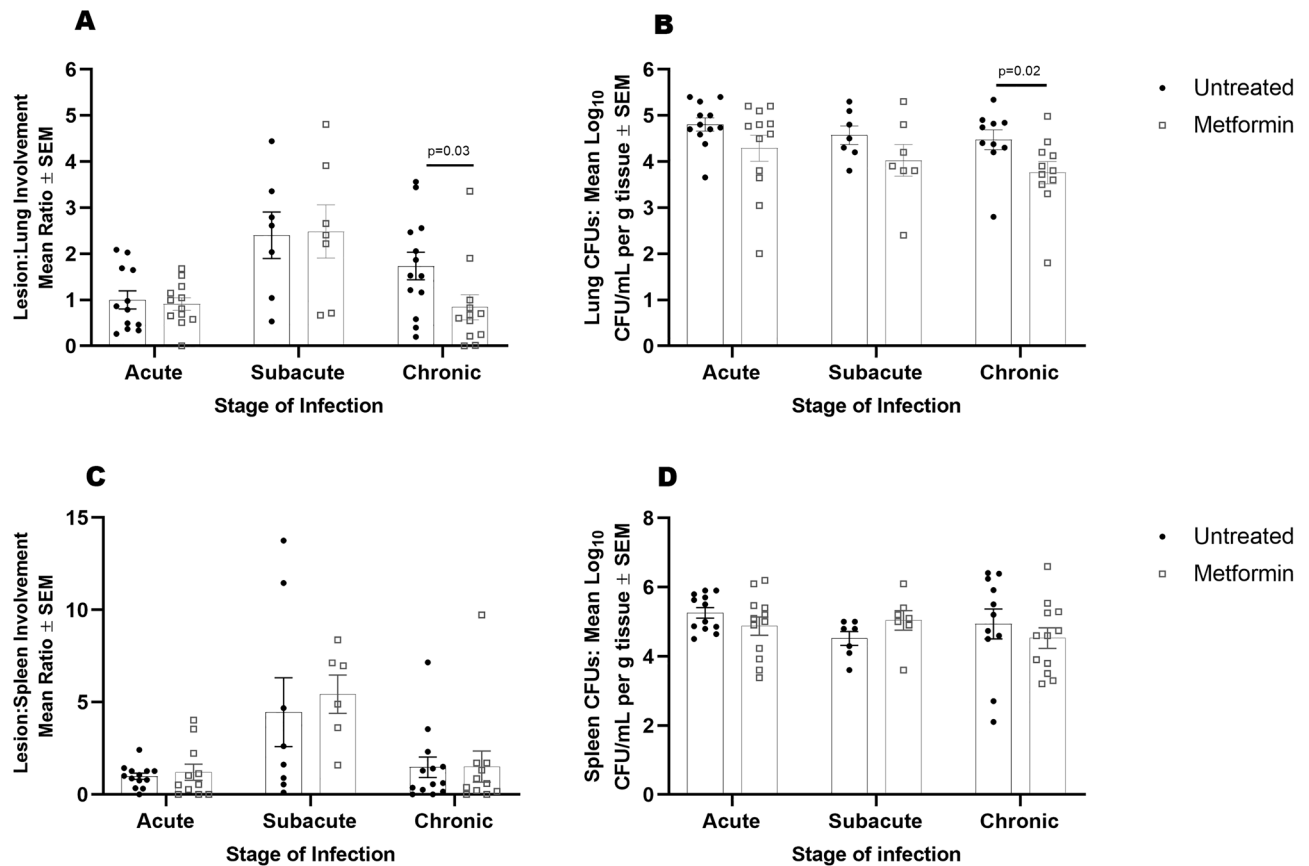 A
Lesion:Lung Involvement
Mean Ratio ± SEM
6
5
4
3
2
1
0
p=0.03
Acute
Subacute
Chronic
Stage of Infection
B
Lung CFUs: Mean Log10
CFU/mL per g tissue ± SEM
6
5
4
3
2
1
0
p=0.02
Acute
Subacute
Chronic
Stage of Infection
Untreated
Metformin
C
Lesion:Spleen Involvement
Mean Ratio ± SEM
15
10
5
0
Acute
Subacute
Chronic
Stage of Infection
D
Spleen CFUs: Mean Log10
CFU/mL per g tissue ± SEM
8
6
4
2
0
Acute
Subacute
Chronic
Stage of infection
Untreated
Metformin